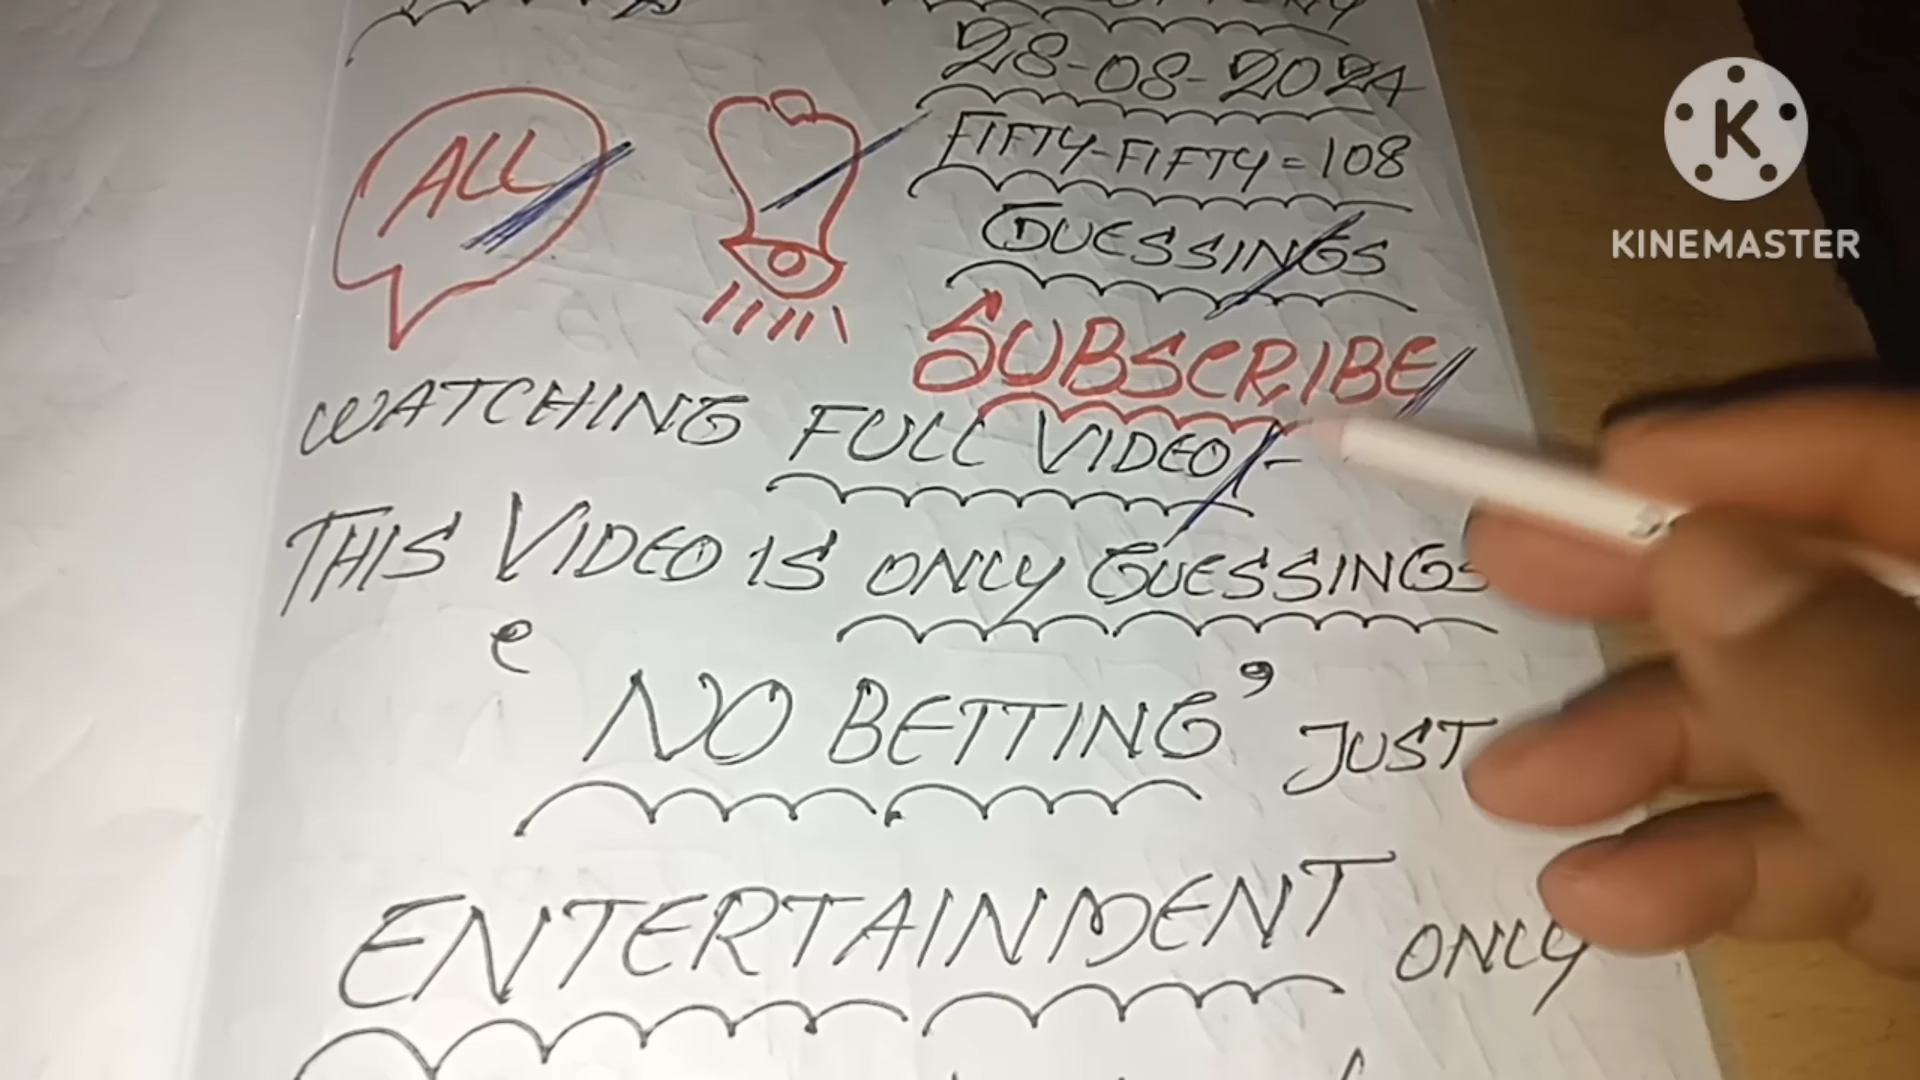 28-08-2024
ALL
FIFTY-FIFTY=108
GUESSINGS
SUBSCRIBE
WATCHING FULL VIDEO/-
THIS VIDEO IS ONLY GUESSINGS
‘NO BETTING’ JUST
ENTERTAINMENT ONLY
K
KINEMASTER